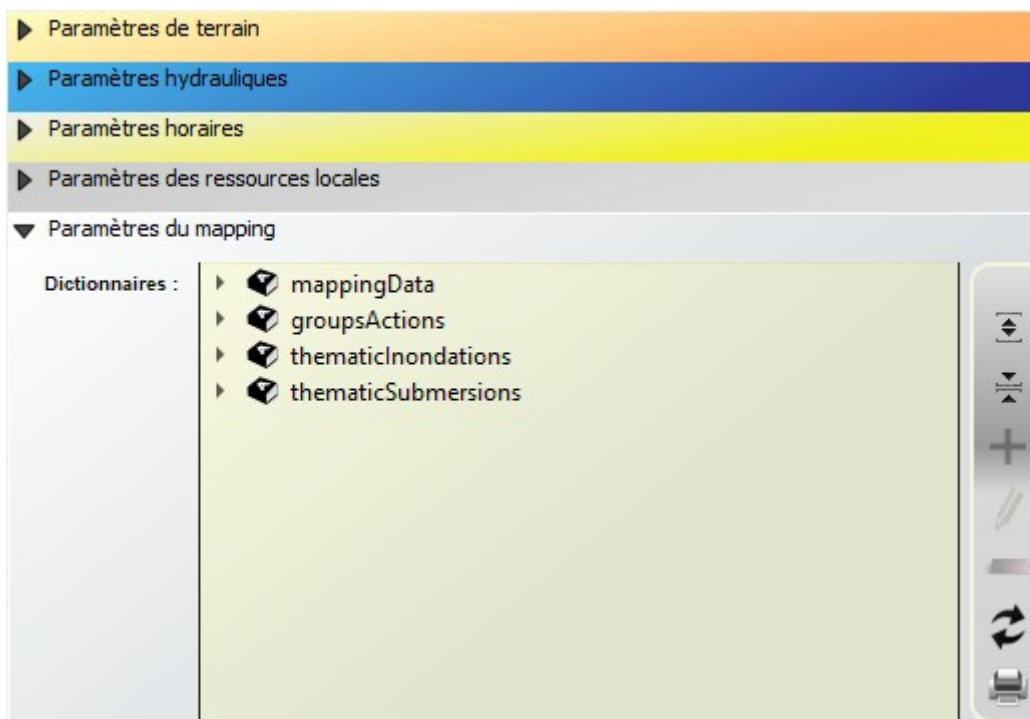 Paramètres de terrain
Paramètres hydrauliques
Paramètres horaires
Paramètres des ressources locales
Paramètres du mapping
Dictionnaires :
mappingData
groupsActions
thematicInondations
thematicSubmersions